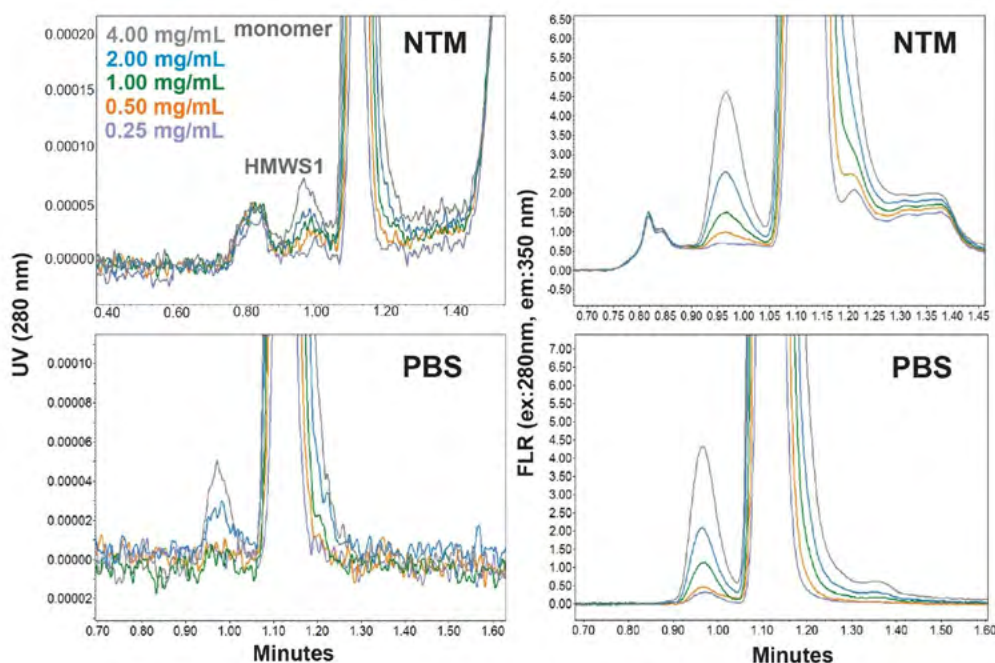 4.00 mg/mL monomer
2.00 mg/mL
1.00 mg/mL
0.50 mg/mL
0.25 mg/mL
NTM
HMWS1
UV (280 nm)
0.00020
0.00015
0.00010
0.00005
0.00000
0.40 0.60 0.80 1.00 1.20 1.40
NTM
FLR (ex:280nm, em:350 nm)
6.50
6.00
5.50
5.00
4.50
4.00
3.50
3.00
2.50
2.00
1.50
1.00
0.50
0.00
-0.50
0.70 0.75 0.80 0.85 0.90 0.95 1.00 1.05 1.10 1.15 1.20 1.25 1.30 1.35 1.40 1.45
PBS
0.00010
0.00008
0.00006
0.00004
0.00002
0.00000
0.00002
0.70 0.80 0.90 1.00 1.10 1.20 1.30 1.40 1.50 1.60
Minutes
PBS
7.00
6.50
6.00
5.50
5.00
4.50
4.00
3.50
3.00
2.50
2.00
1.50
1.00
0.50
0.00
0.70 0.80 0.90 1.00 1.10 1.20 1.30 1.40 1.50 1.60
Minutes